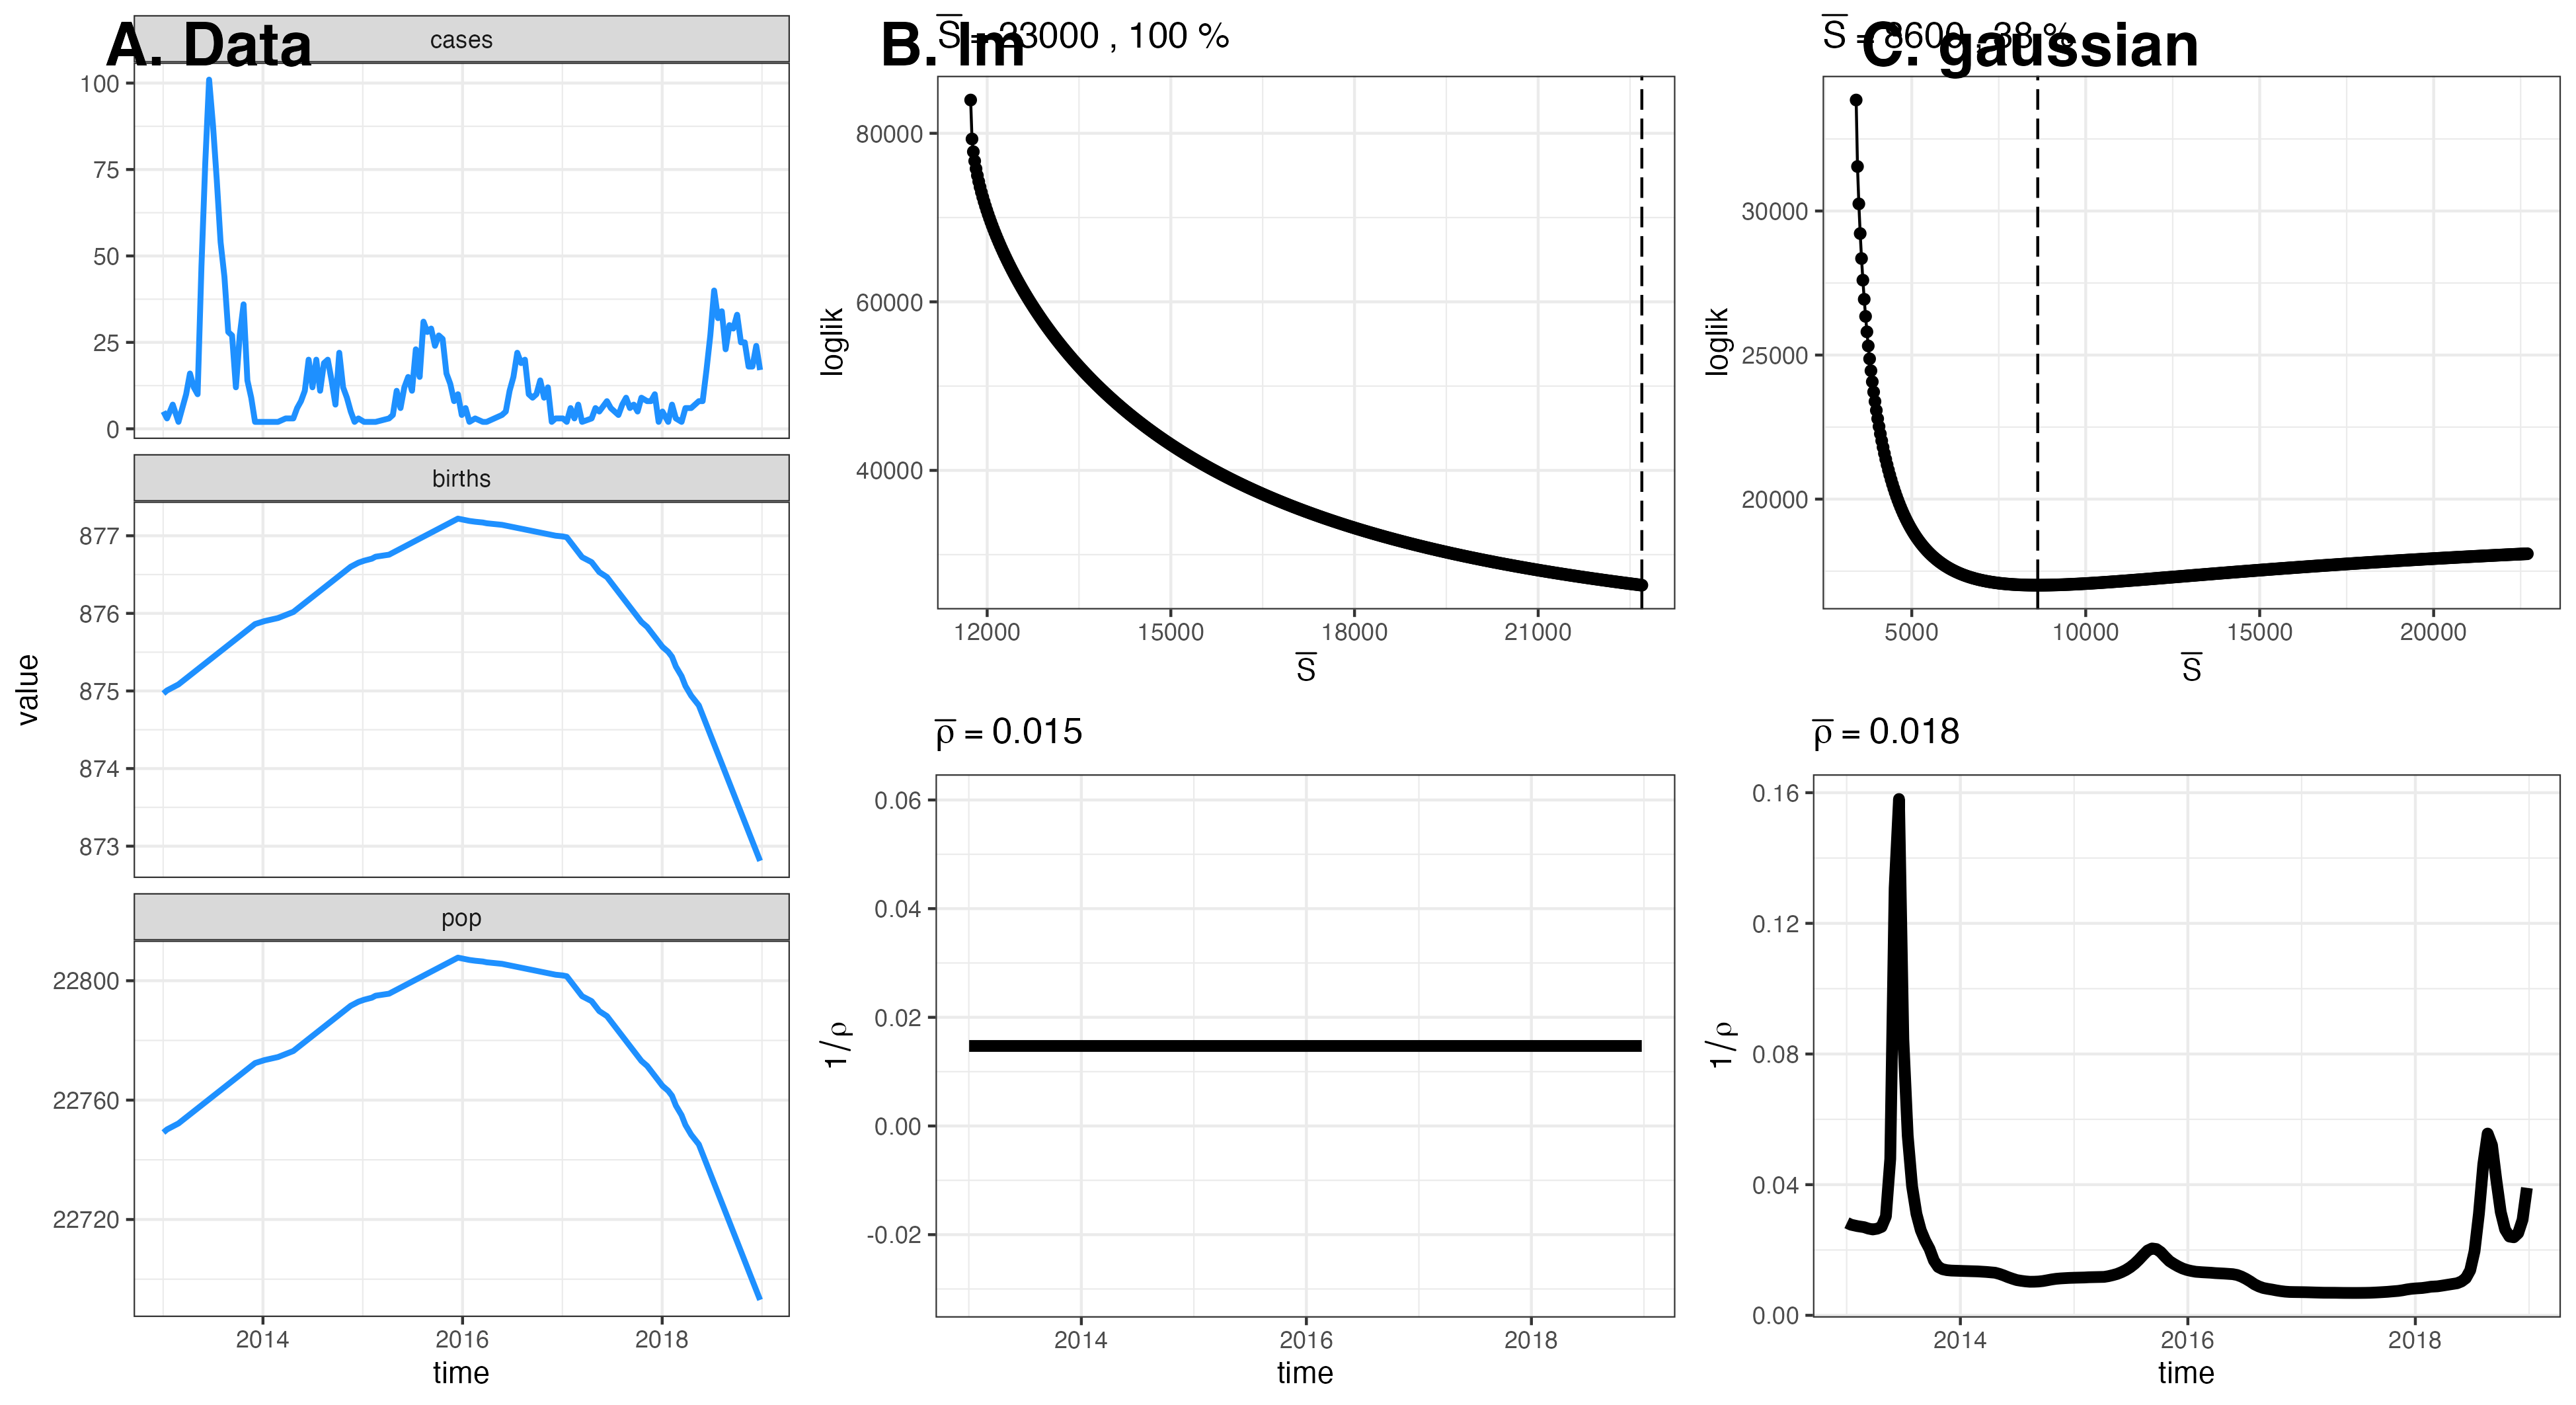 A. Data
cases
100
75
50
25
0
births
877
876
875
874
873
pop
22800
22760
22720
2014 2016 2018
time
value
B. lm
S = 23000 , 100 %
80000
60000
40000
loglik
12000 15000 18000 21000
S
ρ = 0.015
0.06
0.04
0.02
0.00
-0.02
1/ρ
2014 2016 2018
time
C. gaussian
S = 8600 , 38 %
30000
25000
20000
loglik
5000 10000 15000 20000
S
ρ = 0.018
0.16
0.12
0.08
0.04
0.00
1/ρ
2014 2016 2018
time